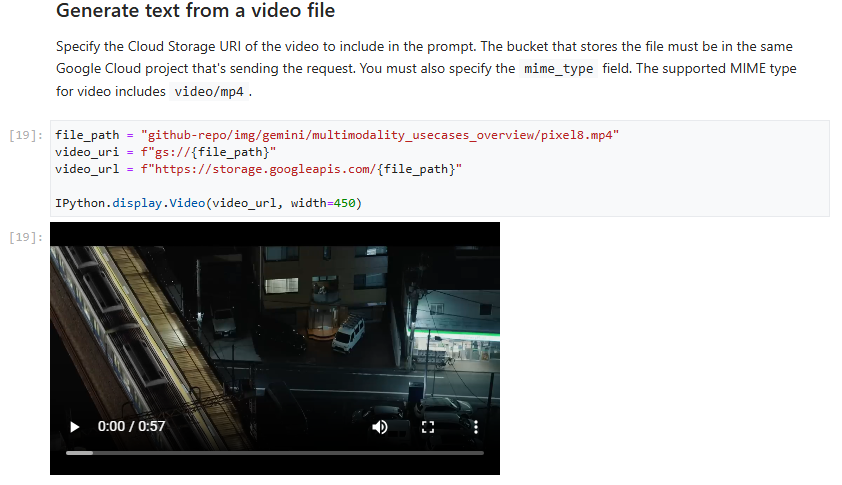 Generate text from a video file
Specify the Cloud Storage URI of the video to include in the prompt. The bucket that stores the file must be in the same
Google Cloud project that's sending the request. You must also specify the mime_type field. The supported MIME type
for video includes video/mp4 .
[19]: file_path = "github-repo/img/gemini/multimodality_usecases_overview/pixel8.mp4"
video_uri = f"gs://{file_path}"
video_url = f"https://storage.googleapis.com/{file_path}"
IPython.display.Video(video_url, width=450)
[19]:
0:00 / 0:57